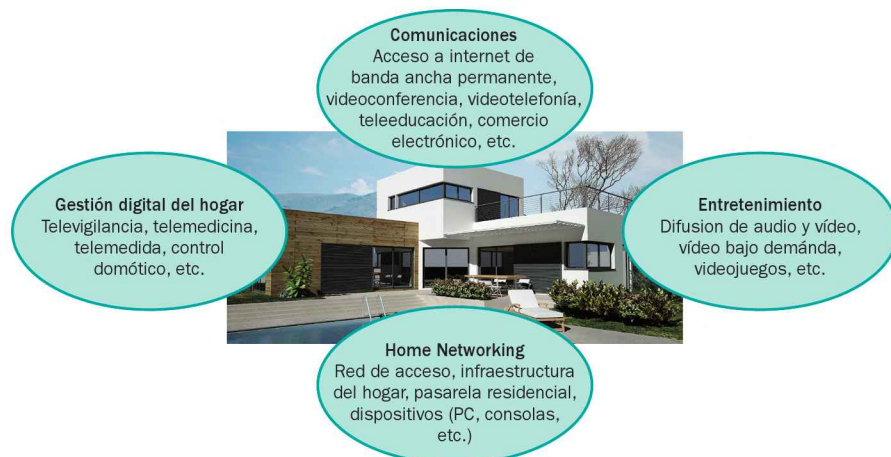 Comunicaciones
Acceso a internet de
banda ancha permanente,
videoconferencia, videotelefonía,
teleeducación, comercio
electrónico, etc.
Gestión digital del hogar
Televigilancia, telemedicina,
telemedida, control
domótico, etc.
Entretenimiento
Difusion de audio y vídeo,
vídeo bajo demánda,
videojuegos, etc.
Home Networking
Red de acceso, infraestructura
del hogar, pasarela residencial,
dispositivos (PC, consolas,
etc.)